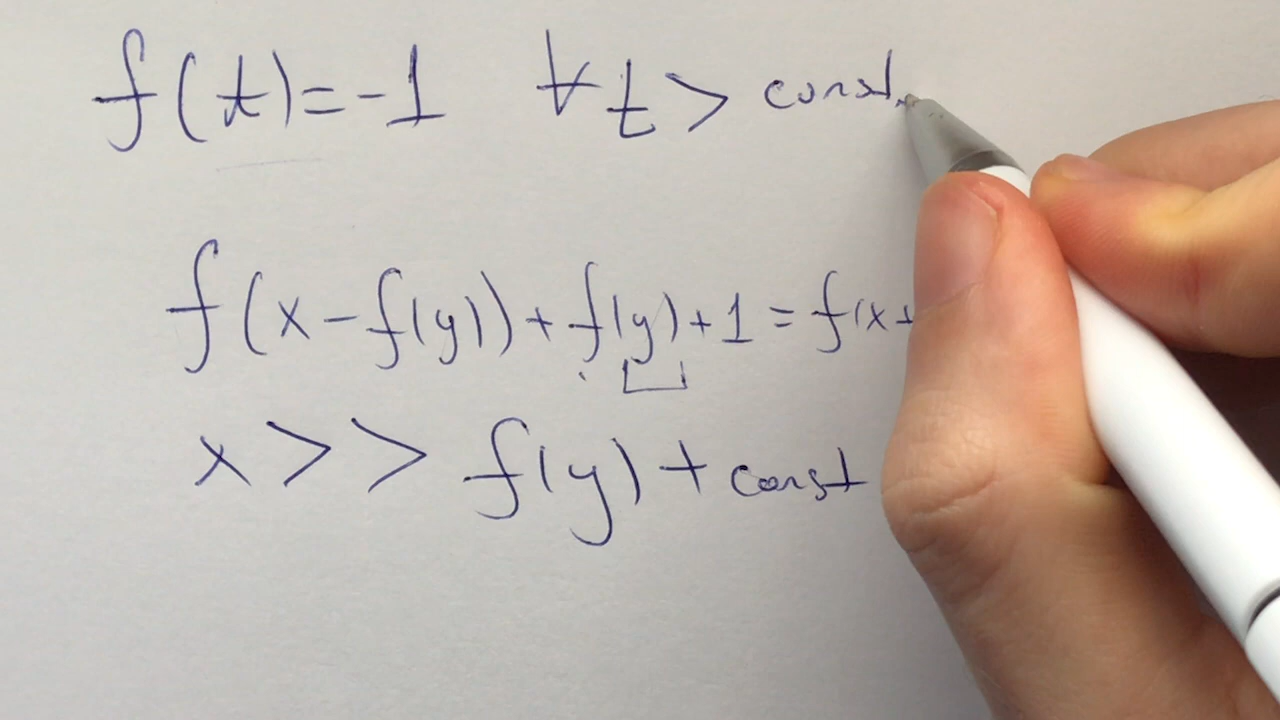 f(t)=-1 ∀t> const.
f(x-f(y))+f(y)+1=f(x+
x>> f(y)+const